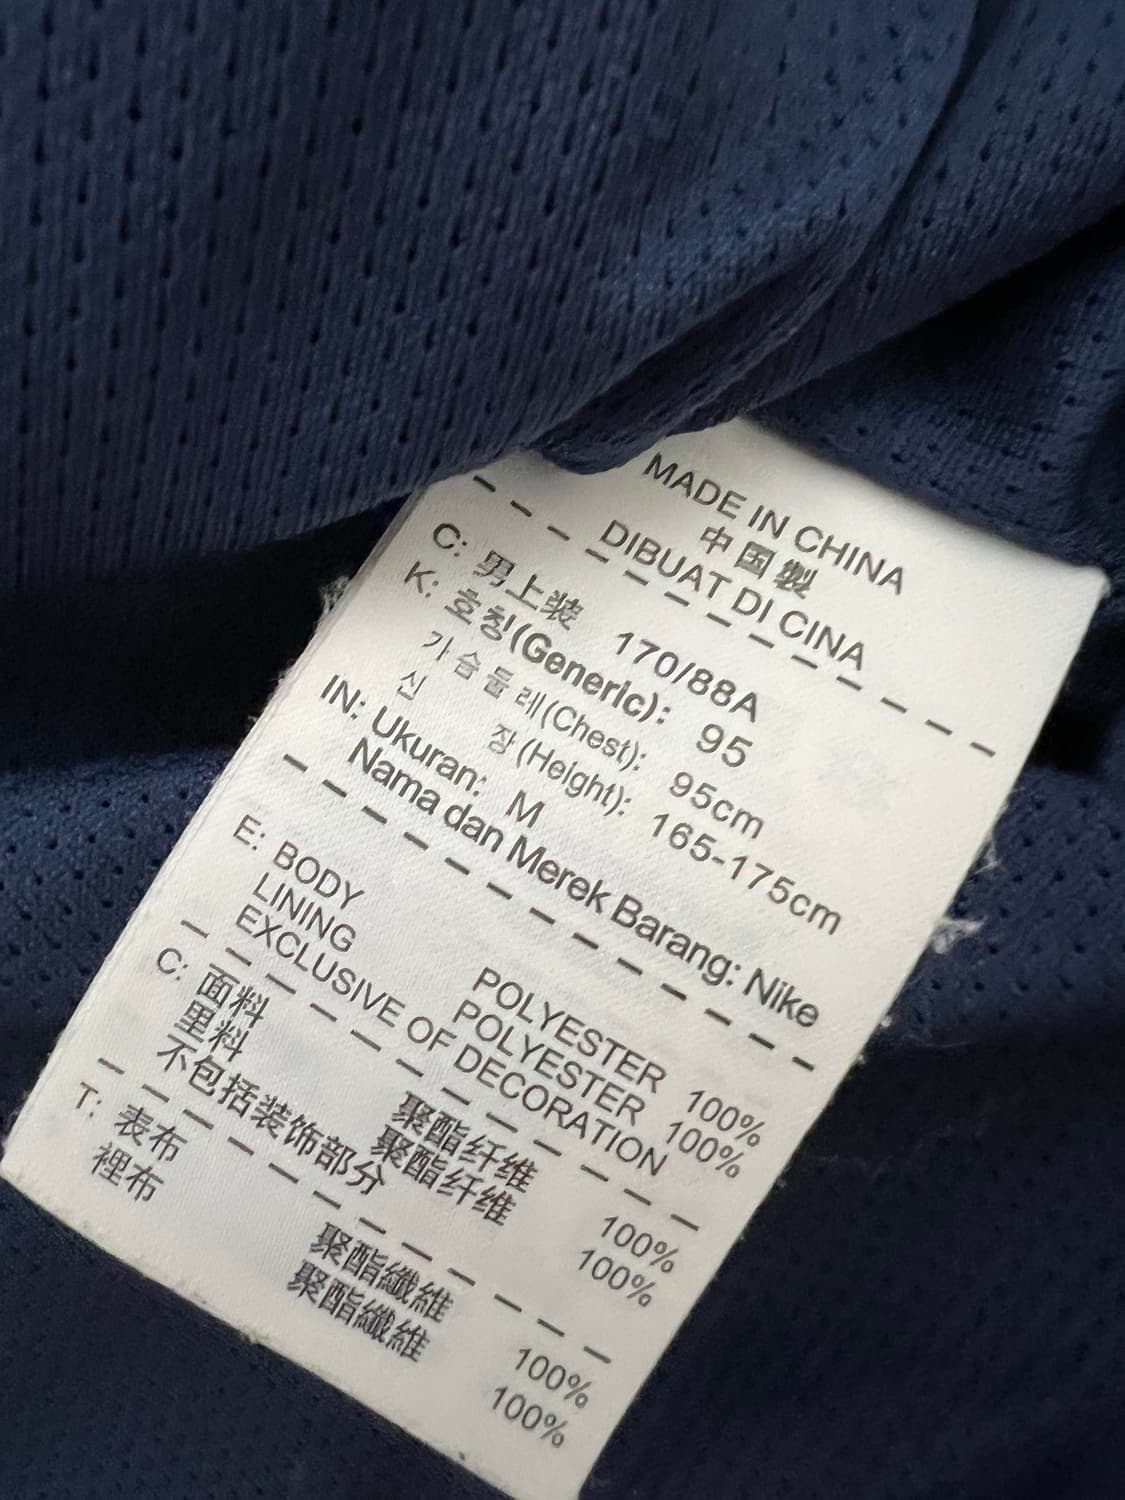 MADE IN CHINA
中国製
DIBUAT DI CINA
C: 男上装 170/88A
K: 호칭(Generic): 95
가슴둘레(Chest): 95cm
신 장(Height): 165-175cm
IN: Ukuran: M
Nama dan Merek Barang: Nike
E: BODY POLYESTER 100%
LINING POLYESTER 100%
EXCLUSIVE OF DECORATION
C: 面料 聚酯纤维 100%
里料 聚酯纤维 100%
不包括装饰部分
T: 表布 聚酯纖維 100%
裡布 聚酯纖維 100%